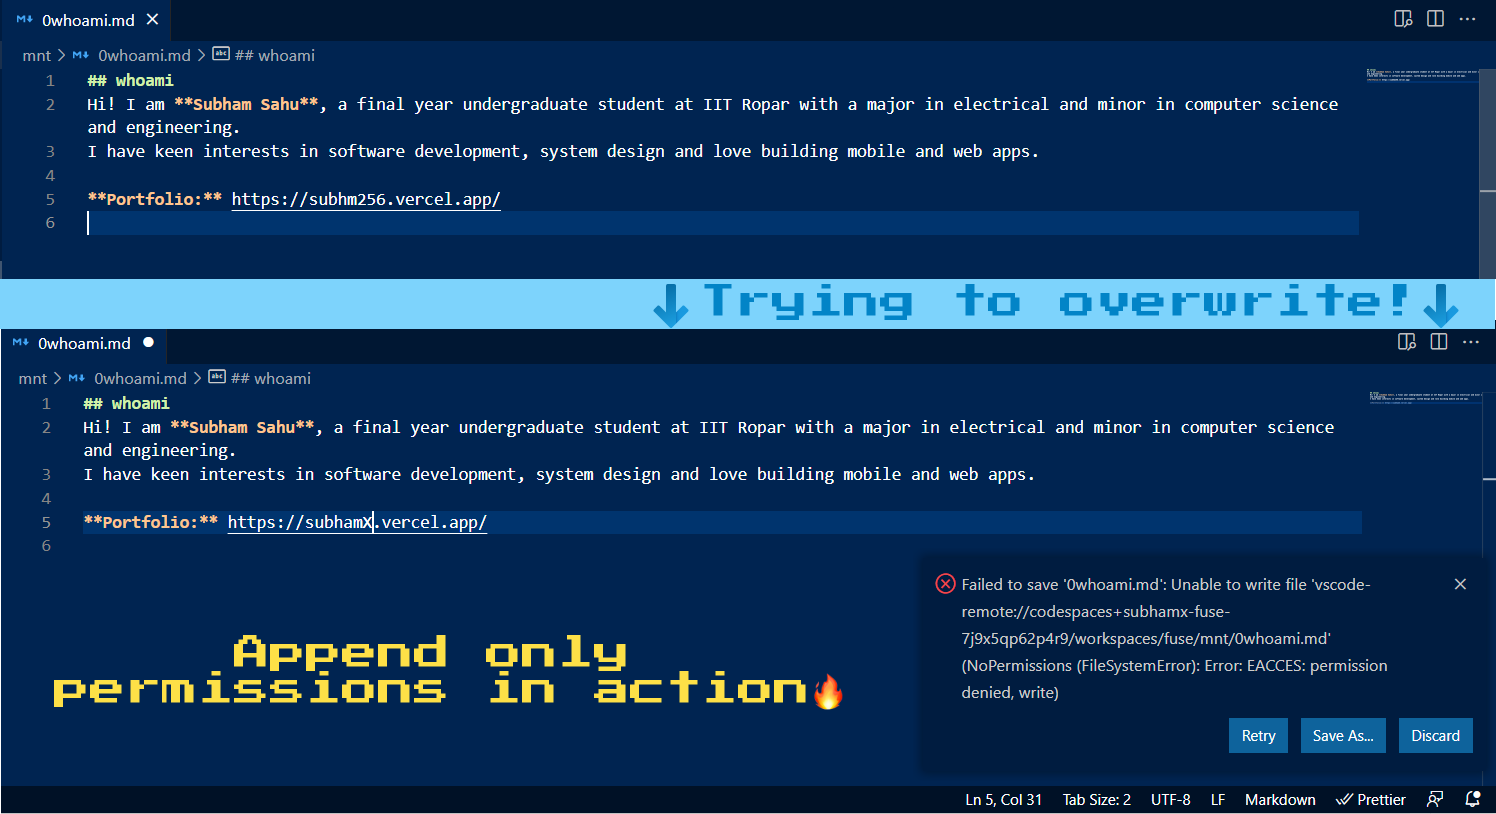 0whoami.md
mnt > 0whoami.md > ## whoami
1 ## whoami
2 Hi! I am **Subham Sahu**, a final year undergraduate student at IIT Ropar with a major in electrical and minor in computer science
and engineering.
3 I have keen interests in software development, system design and love building mobile and web apps.
4
5 **Portfolio:** https://subhm256.vercel.app/
6
↓Trying to overwrite!↓
0whoami.md
mnt > 0whoami.md > ## whoami
1 ## whoami
2 Hi! I am **Subham Sahu**, a final year undergraduate student at IIT Ropar with a major in electrical and minor in computer science
and engineering.
3 I have keen interests in software development, system design and love building mobile and web apps.
4
5 **Portfolio:** https://subhamX.vercel.app/
6
Append only
permissions in action🔥
Failed to save '0whoami.md': Unable to write file 'vscode-
remote://codespaces+subhamx-fuse-
7j9x5qp62p4r9/workspaces/fuse/mnt/0whoami.md'
(NoPermissions (FileSystemError): Error: EACCES: permission
denied, write)
Retry Save As... Discard
Ln 5, Col 31 Tab Size: 2 UTF-8 LF Markdown Prettier